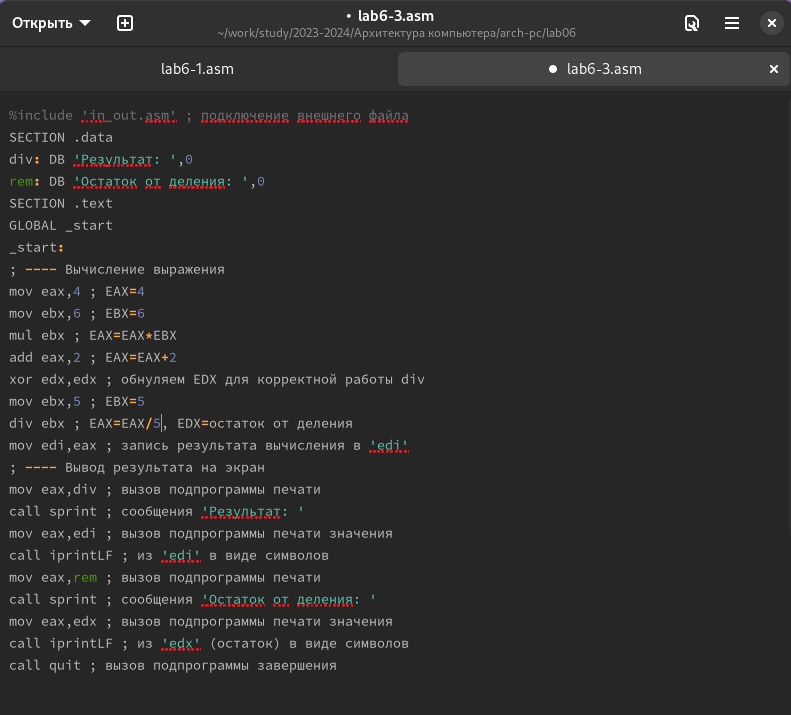 Открыть
• lab6-3.asm
~/work/study/2023-2024/Архитектура компьютера/arch-pc/lab06
lab6-1.asm
● lab6-3.asm
%include 'in_out.asm' ; подключение внешнего файла
SECTION .data
div: DB 'Результат: ',0
rem: DB 'Остаток от деления: ',0
SECTION .text
GLOBAL _start
_start:
; ---- Вычисление выражения
mov eax,4 ; EAX=4
mov ebx,6 ; EBX=6
mul ebx ; EAX=EAX*EBX
add eax,2 ; EAX=EAX+2
xor edx,edx ; обнуляем EDX для корректной работы div
mov ebx,5 ; EBX=5
div ebx ; EAX=EAX/5, EDX=остаток от деления
mov edi,eax ; запись результата вычисления в 'edi'
; ---- Вывод результата на экран
mov eax,div ; вызов подпрограммы печати
call sprint ; сообщения 'Результат: '
mov eax,edi ; вызов подпрограммы печати значения
call iprintLF ; из 'edi' в виде символов
mov eax,rem ; вызов подпрограммы печати
call sprint ; сообщения 'Остаток от деления: '
mov eax,edx ; вызов подпрограммы печати значения
call iprintLF ; из 'edx' (остаток) в виде символов
call quit ; вызов подпрограммы завершения